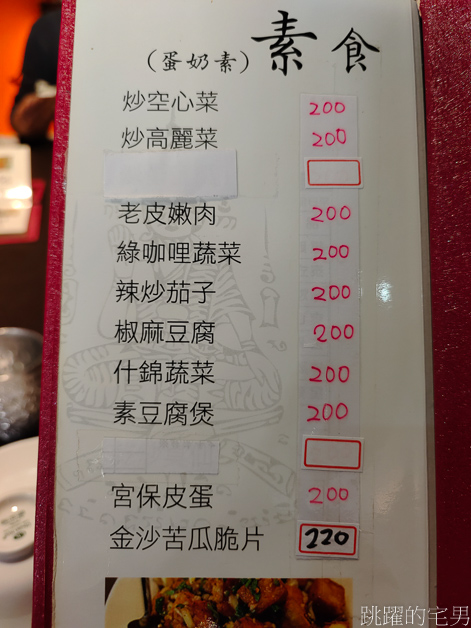 素食
(蛋奶素)
炒空心菜 200
炒高麗菜 200
老皮嫩肉 200
綠咖哩蔬菜 200
辣炒茄子 200
椒麻豆腐 200
什錦蔬菜 200
素豆腐煲 200
宮保皮蛋 200
金沙苦瓜脆片 220
跳躍的宅男